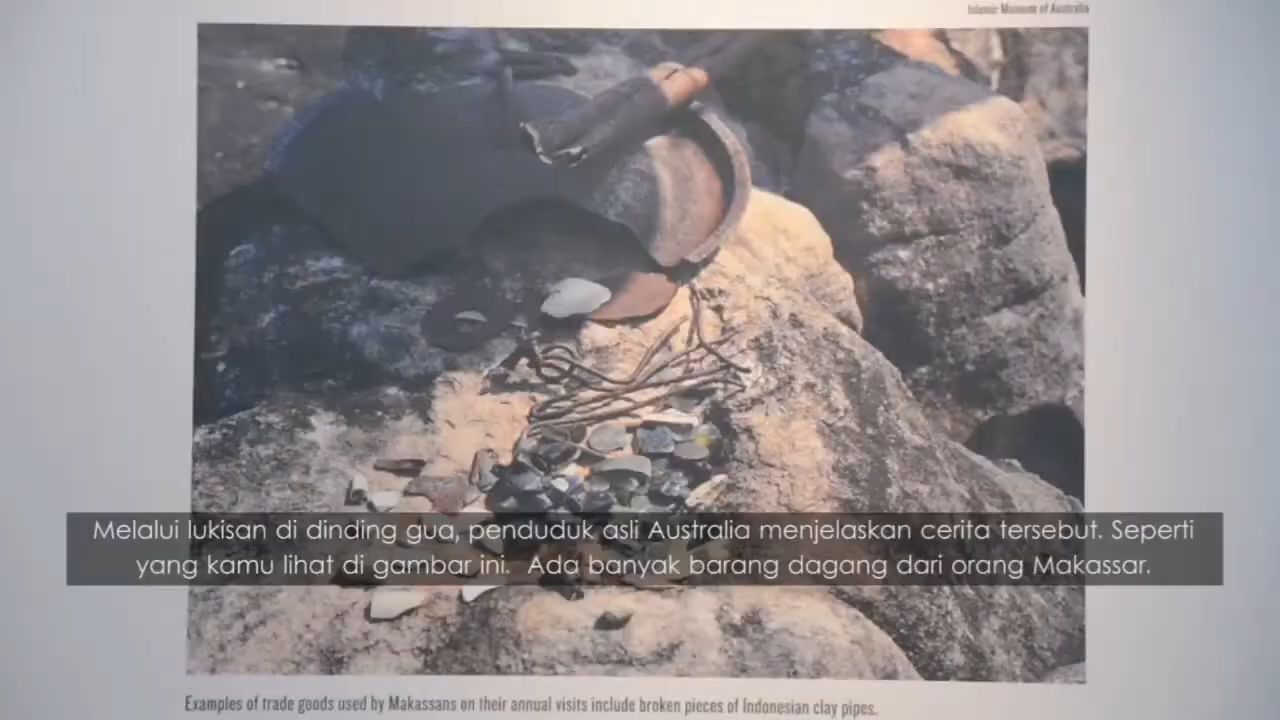 Islamic Museum of Australia
Melalui lukisan di dinding gua, penduduk asli Australia menjelaskan cerita tersebut. Seperti
yang kamu lihat di gambar ini.  Ada banyak barang dagang dari orang Makassar.
Examples of trade goods used by Makassans on their annual visits include broken pieces of Indonesian clay pipes.